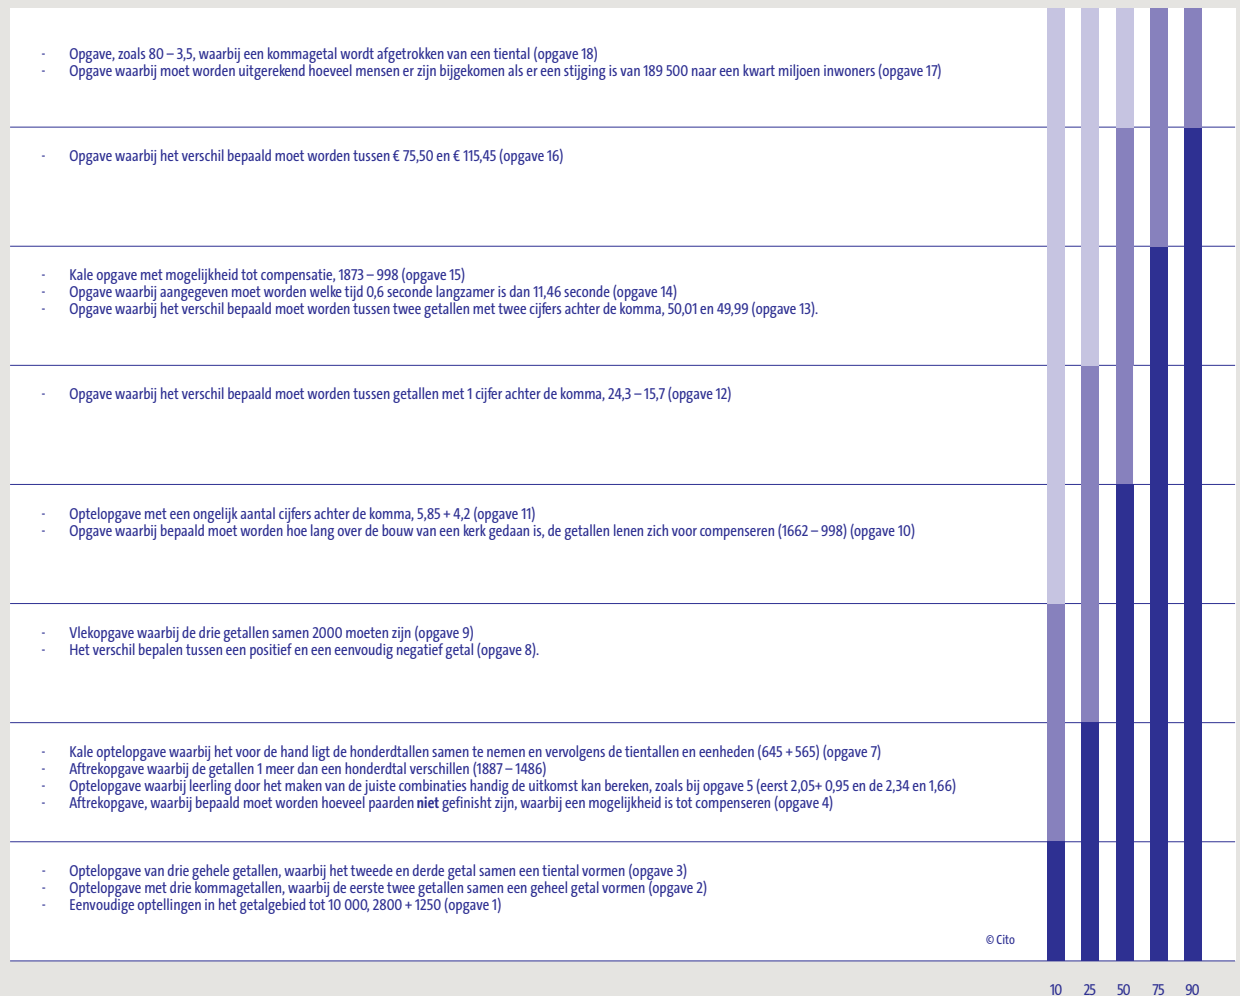 - Opgave, zoals 80 – 3,5, waarbij een kommagetal wordt afgetrokken van een tiental (opgave 18)
- Opgave waarbij moet worden uitgerekend hoeveel mensen er zijn bijgekomen als er een stijging is van 189 500 naar een kwart miljoen inwoners (opgave 17)
- Opgave waarbij het verschil bepaald moet worden tussen € 75,50 en € 115,45 (opgave 16)
- Kale opgave met mogelijkheid tot compensatie, 1873 – 998 (opgave 15)
- Opgave waarbij aangegeven moet worden welke tijd 0,6 seconde langzamer is dan 11,46 seconde (opgave 14)
- Opgave waarbij het verschil bepaald moet worden tussen twee getallen met twee cijfers achter de komma, 50,01 en 49,99 (opgave 13).
- Opgave waarbij het verschil bepaald moet worden tussen getallen met 1 cijfer achter de komma, 24,3 – 15,7 (opgave 12)
- Optelopgave met een ongelijk aantal cijfers achter de komma, 5,85 + 4,2 (opgave 11)
- Opgave waarbij bepaald moet worden hoe lang over de bouw van een kerk gedaan is, de getallen lenen zich voor compenseren (1662 – 998) (opgave 10)
- Vlekopgave waarbij de drie getallen samen 2000 moeten zijn (opgave 9)
- Het verschil bepalen tussen een positief en een eenvoudig negatief getal (opgave 8).
- Kale optelopgave waarbij het voor de hand ligt de honderdtallen samen te nemen en vervolgens de tientallen en eenheden (645 + 565) (opgave 7)
- Aftrekopgave waarbij de getallen 1 meer dan een honderdtal verschillen (1887 – 1486)
- Optelopgave waarbij leerling door het maken van de juiste combinaties handig de uitkomst kan bereken, zoals bij opgave 5 (eerst 2,05+ 0,95 en de 2,34 en 1,66)
- Aftrekopgave, waarbij bepaald moet worden hoeveel paarden niet gefinisht zijn, waarbij een mogelijkheid is tot compenseren (opgave 4)
- Optelopgave van drie gehele getallen, waarbij het tweede en derde getal samen een tiental vormen (opgave 3)
- Optelopgave met drie kommagetallen, waarbij de eerste twee getallen samen een geheel getal vormen (opgave 2)
- Eenvoudige optellingen in het getalgebied tot 10 000, 2800 + 1250 (opgave 1)
© Cito
10 25 50 75 90